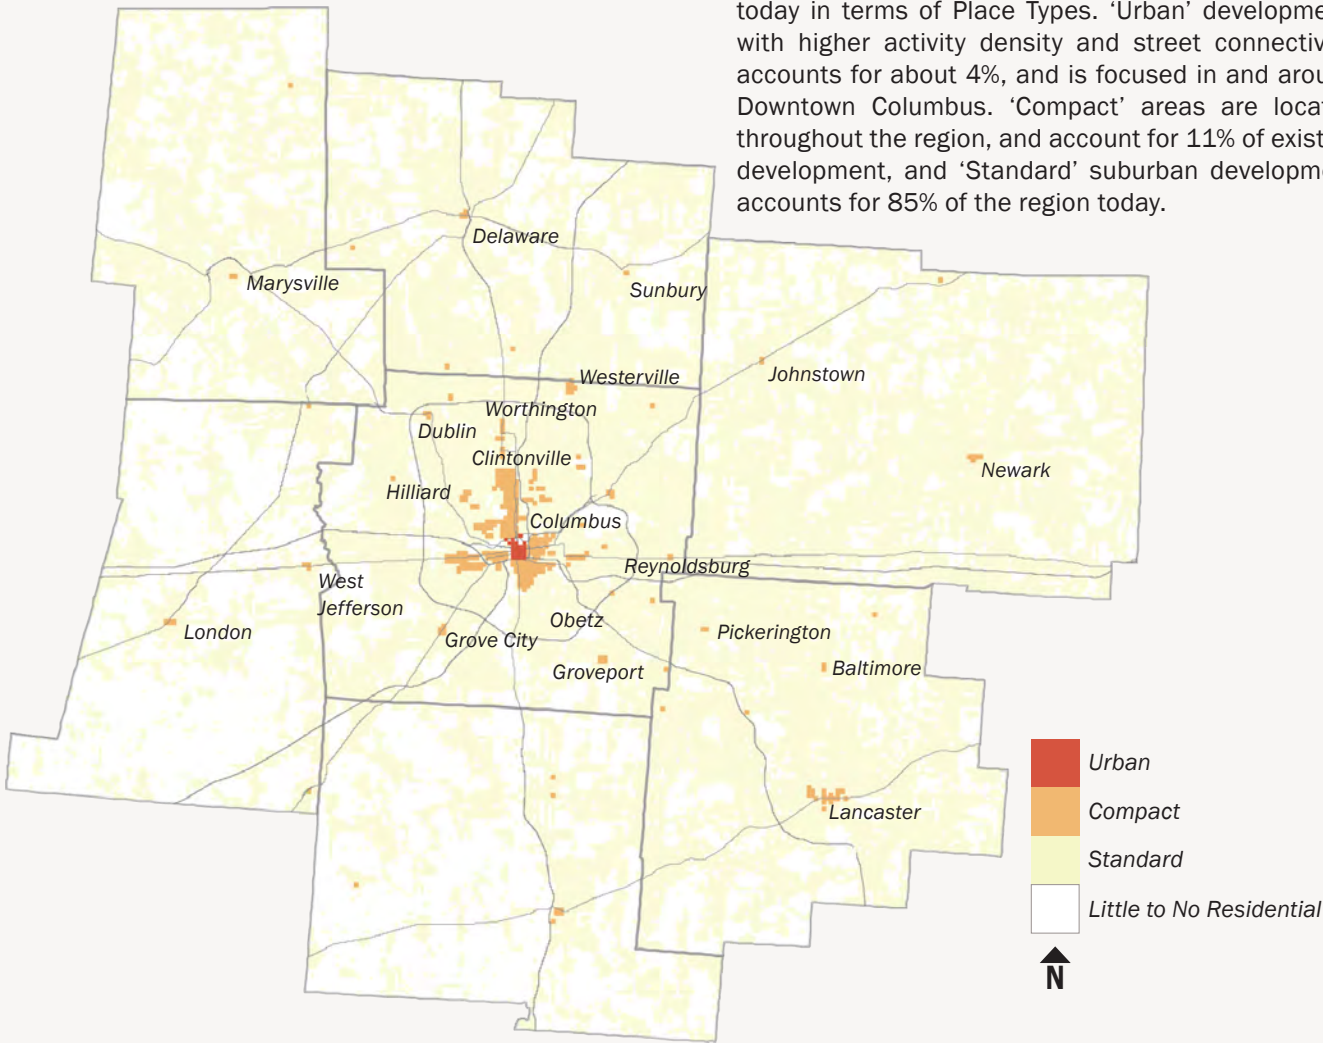 today in terms of Place Types. ‘Urban’ developme
with higher activity density and street connectiv
accounts for about 4%, and is focused in and arou
Downtown Columbus. ‘Compact’ areas are locat
throughout the region, and account for 11% of exist
development, and ‘Standard’ suburban developme
accounts for 85% of the region today.
Delaware
Marysville
Sunbury
Johnstown
Westerville
Worthington
Dublin
Clintonville
Newark
Hilliard
Columbus
Reynoldsburg
West
Jefferson
London
Obetz
Grove City
Pickerington
Groveport
Baltimore
Lancaster
Urban
Compact
Standard
Little to No Residential
N